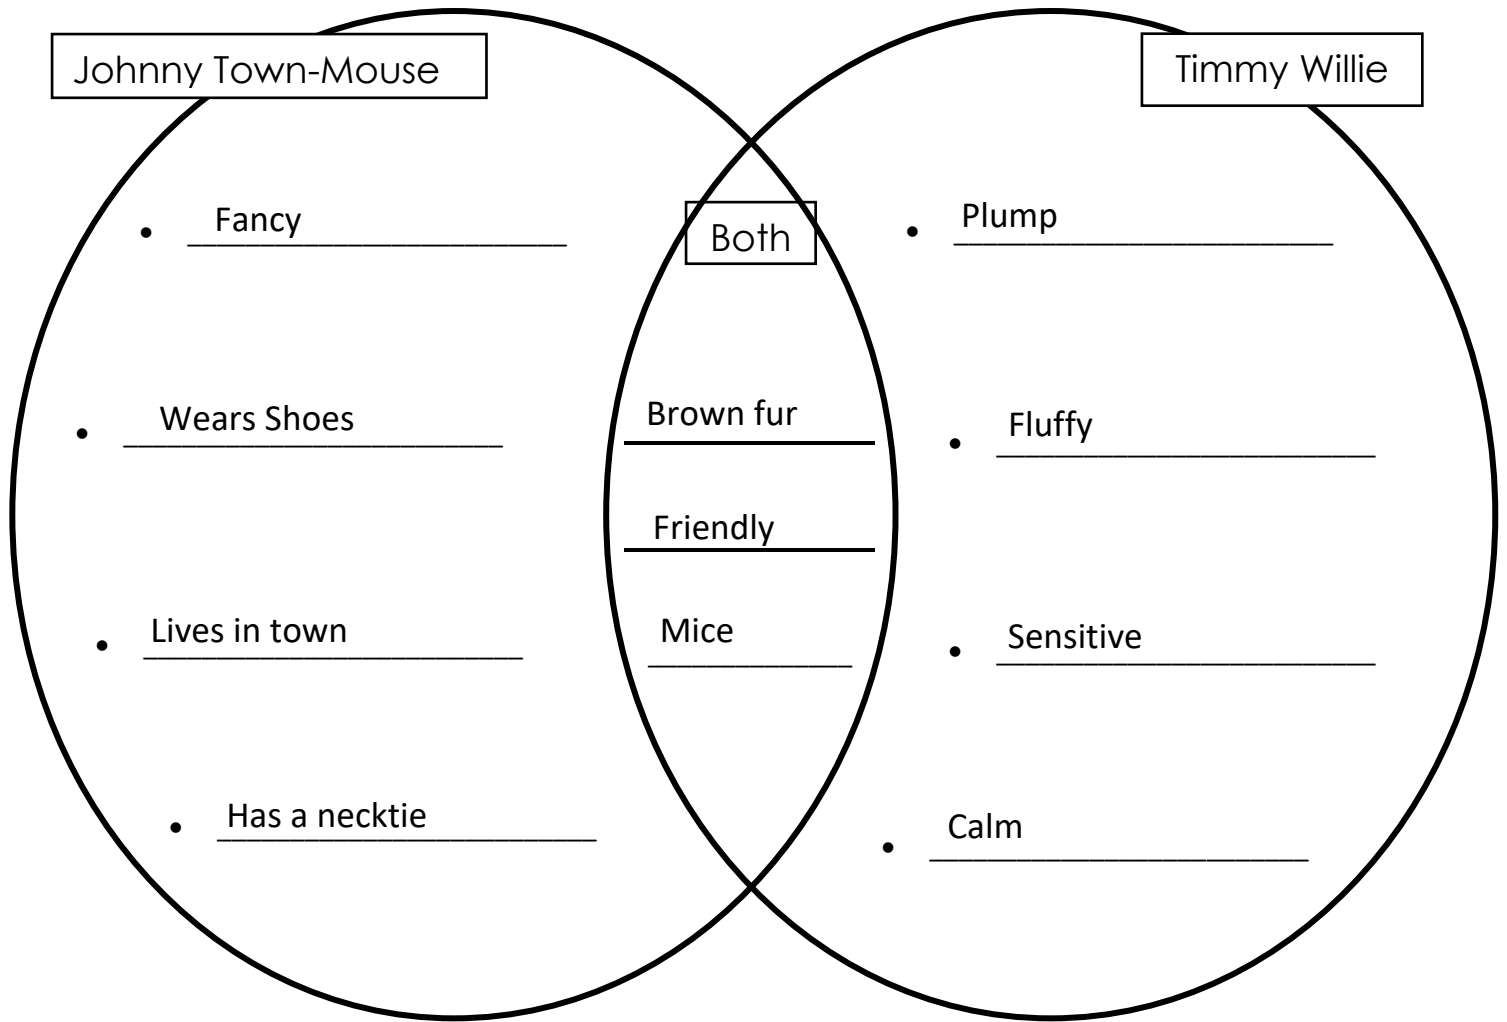 Johnny Town-Mouse
• Fancy
• Wears Shoes
• Lives in town
• Has a necktie
Both
Brown fur
Friendly
Mice
Timmy Willie
• Plump
• Fluffy
• Sensitive
• Calm